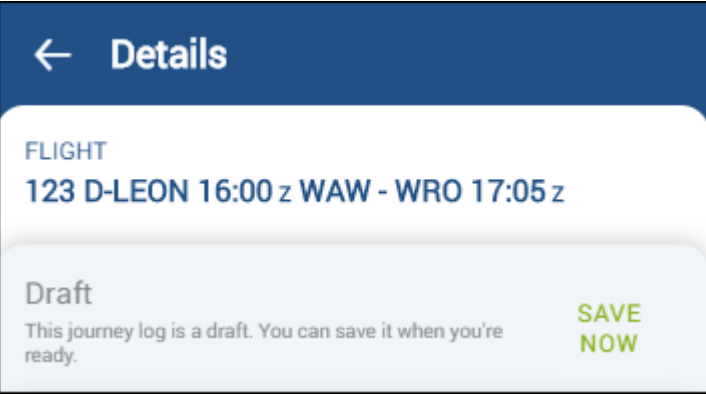 Details
FLIGHT
123 D-LEON 16:00 z WAW - WRO 17:05 z
Draft
This journey log is a draft. You can save it when you're
ready.
SAVE
NOW